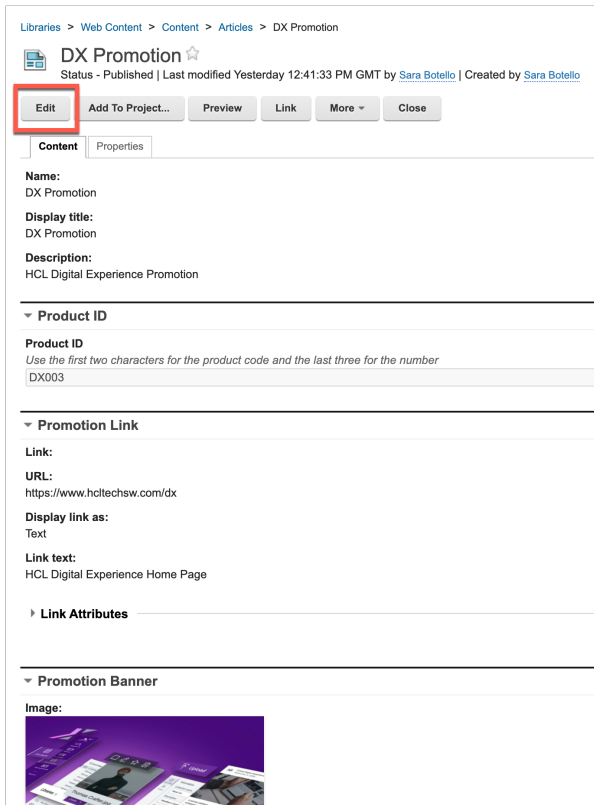 Libraries > Web Content > Content > Articles > DX Promotion
DX Promotion
Status - Published | Last modified Yesterday 12:41:33 PM GMT by Sara Botello | Created by Sara Botello
Edit Add To Project... Preview Link More Close
Content Properties
Name:
DX Promotion
Display title:
DX Promotion
Description:
HCL Digital Experience Promotion
Product ID
Product ID
Use the first two characters for the product code and the last three for the number
DX003
Promotion Link
Link:
URL:
https://www.hcltechsw.com/dx
Display link as:
Text
Link text:
HCL Digital Experience Home Page
Link Attributes
Promotion Banner
Image:
Upload